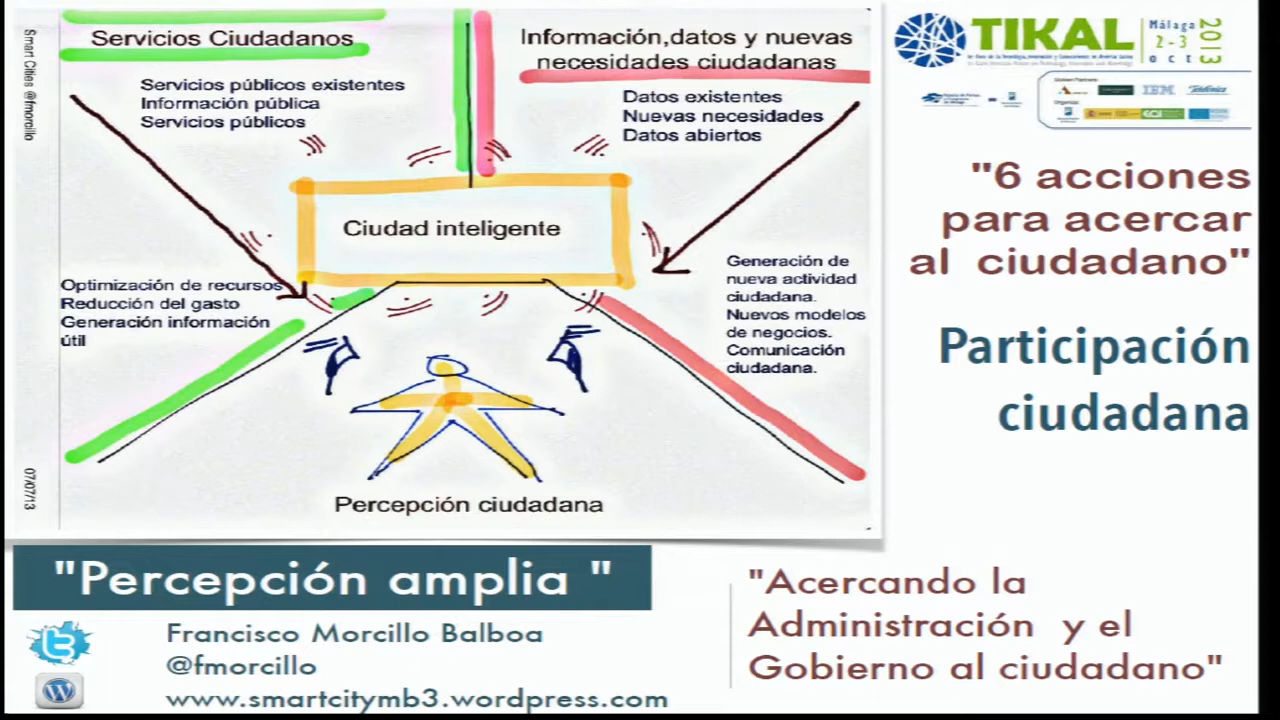 Smart Cities @fmorcillo
07/07/13
Servicios Ciudadanos
Servicios públicos existentes
Información pública
Servicios públicos
Información,datos y nuevas
necesidades ciudadanas
Datos existentes
Nuevas necesidades
Datos abiertos
Ciudad inteligente
Optimización de recursos
Reducción del gasto
Generación información
útil
Generación de
nueva actividad
ciudadana.
Nuevos modelos
de negocios.
Comunicación
ciudadana.
Percepción ciudadana
TIKAL
Málaga
2-3
oct
2013
IBM
Telefónica
"6 acciones
para acercar
al ciudadano"
Participación
ciudadana
"Percepción amplia "
Francisco Morcillo Balboa
@fmorcillo
www.smartcitymb3.wordpress.com
"Acercando la
Administración y el
Gobierno al ciudadano"